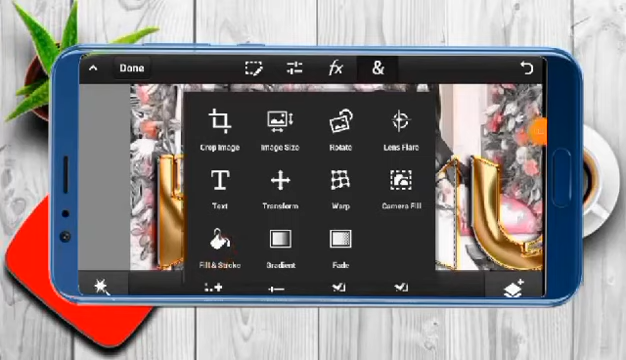 Done
fx
&
Crop Image Image Size Rotate Lens Flare
T
Text Transform Warp Camera Fill
Fill & Stroke Gradient Fade